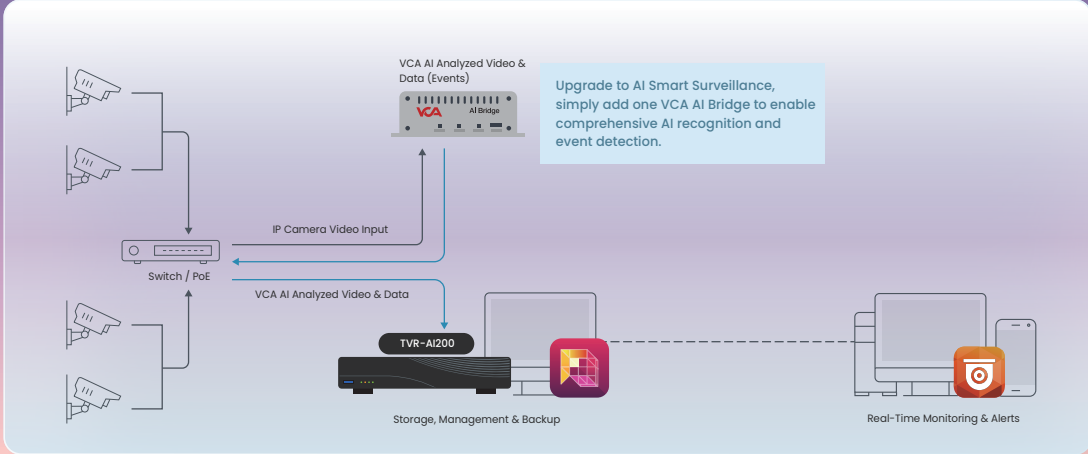 VCA AI Analyzed Video &
Data (Events)
VCA
AI Bridge
Upgrade to AI Smart Surveillance,
simply add one VCA AI Bridge to enable
comprehensive AI recognition and
event detection.
IP Camera Video Input
Switch / PoE
VCA AI Analyzed Video & Data
TVR-AI200
Storage, Management & Backup
Real-Time Monitoring & Alerts